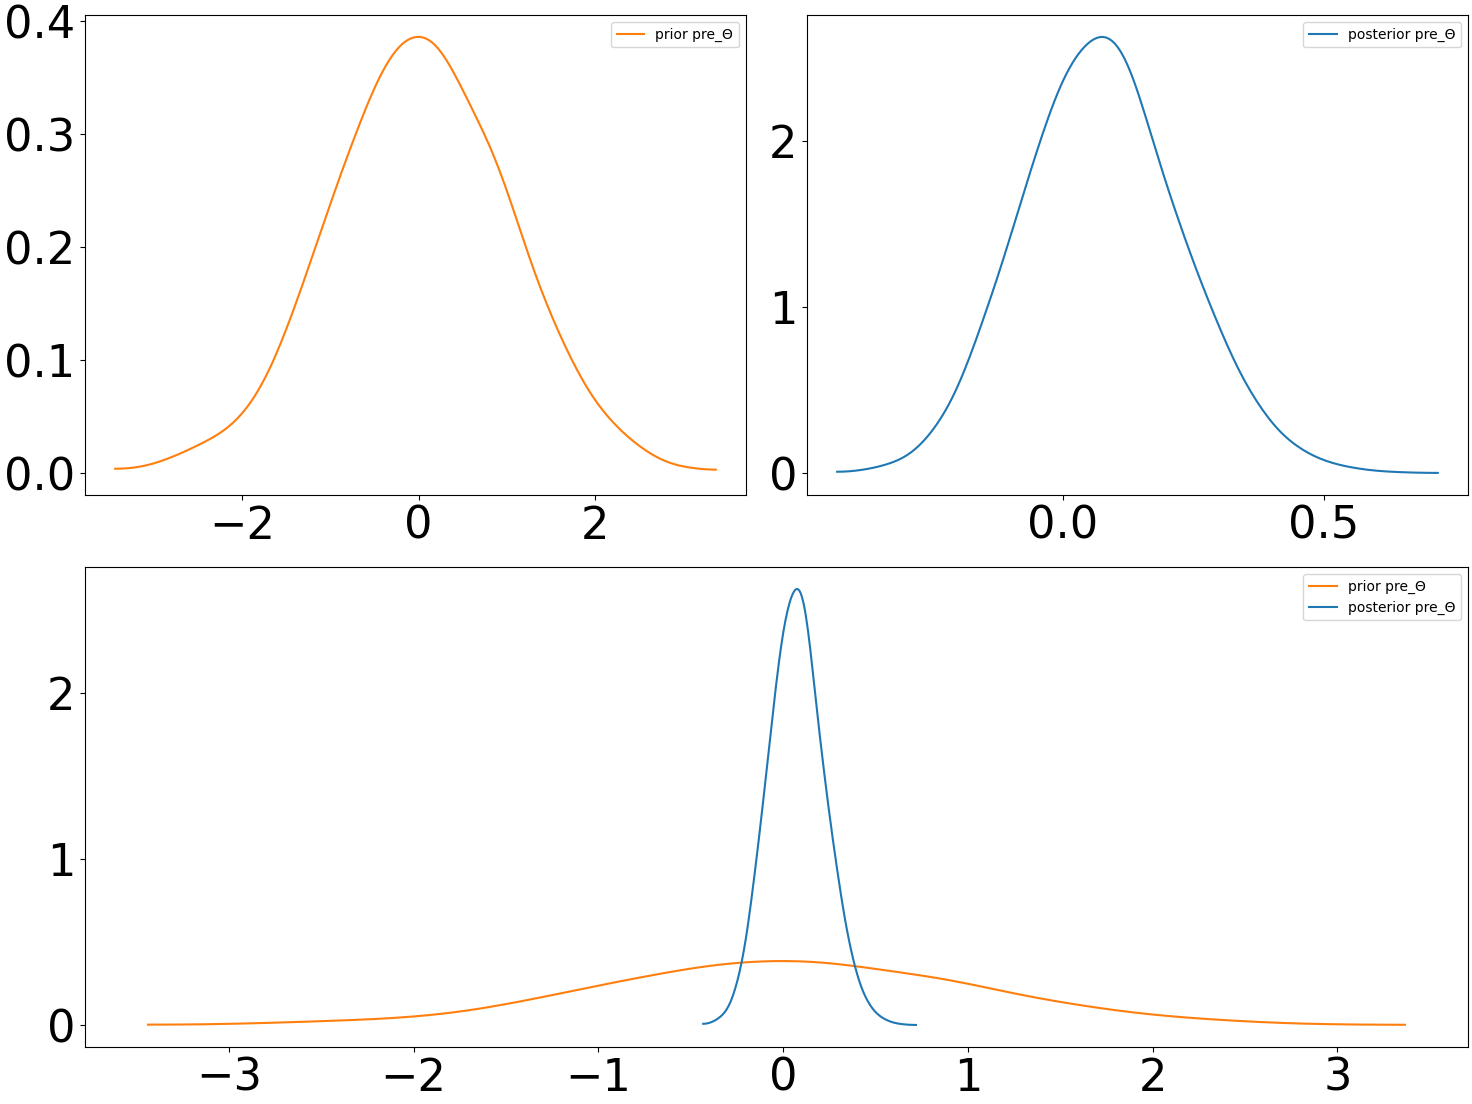 0.4
0.3
0.2
0.1
0.0
−2 0 2
prior pre_Θ
2
1
0
0.0 0.5
posterior pre_Θ
2
1
0
−3 −2 −1 0 1 2 3
prior pre_Θ
posterior pre_Θ